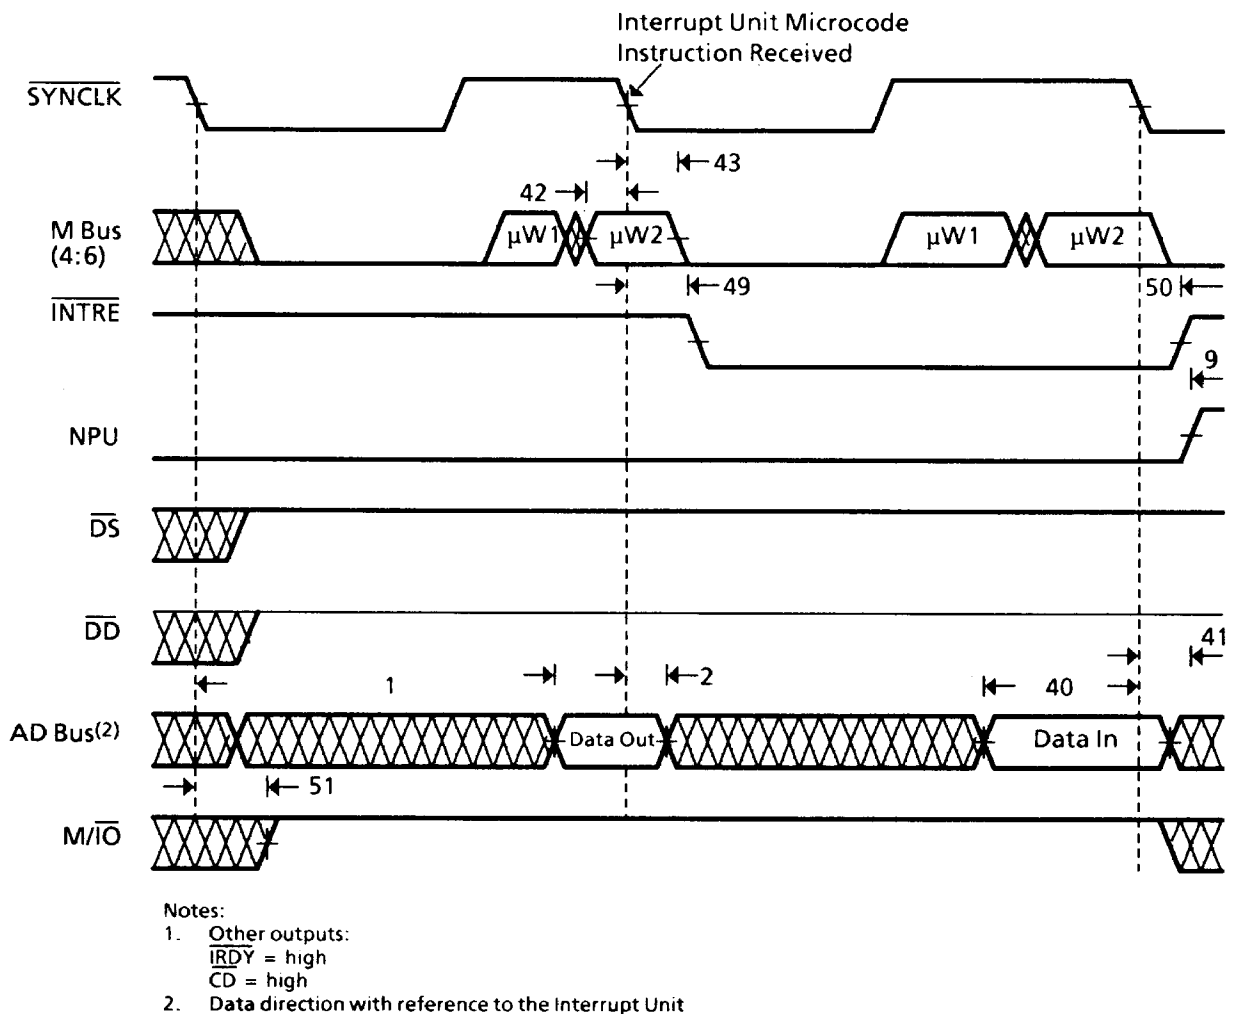 Interrupt Unit Microcode
Instruction Received
SYNCLK
43
42
M Bus
(4:6)
μW1
μW2
μW1
μW2
49
50
INTRE
9
NPU
DS
DD
41
1
2
40
AD Bus(2)
Data Out
Data In
51
M/IO
Notes:
1. Other outputs:
IRDY = high
CD = high
2. Data direction with reference to the Interrupt Unit